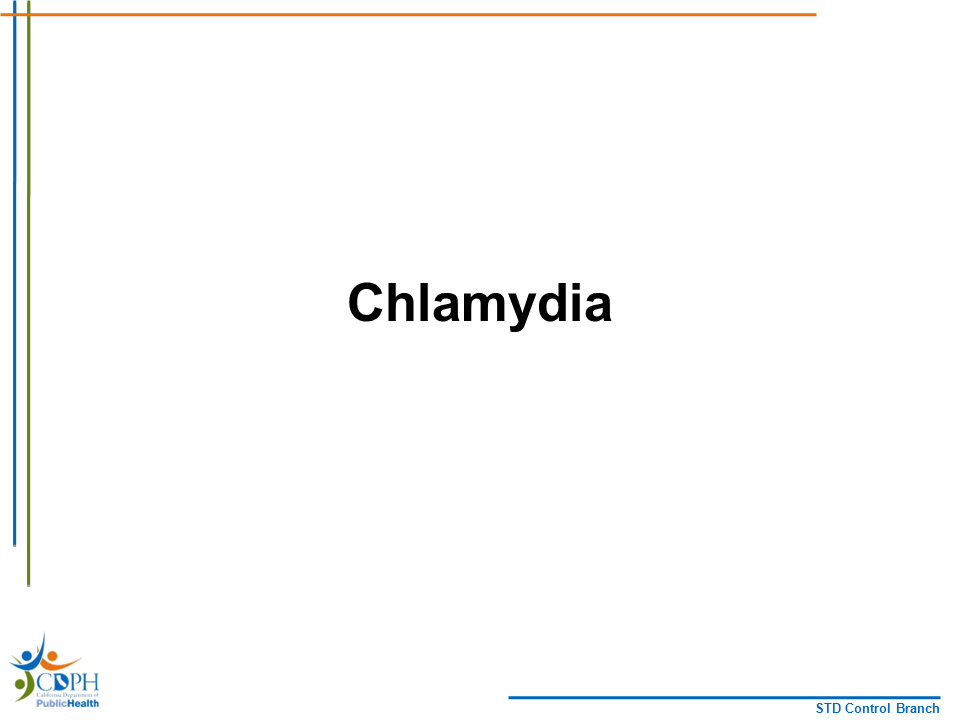 Chlamydia
CDPH
California Department of
PublicHealth
STD Control Branch